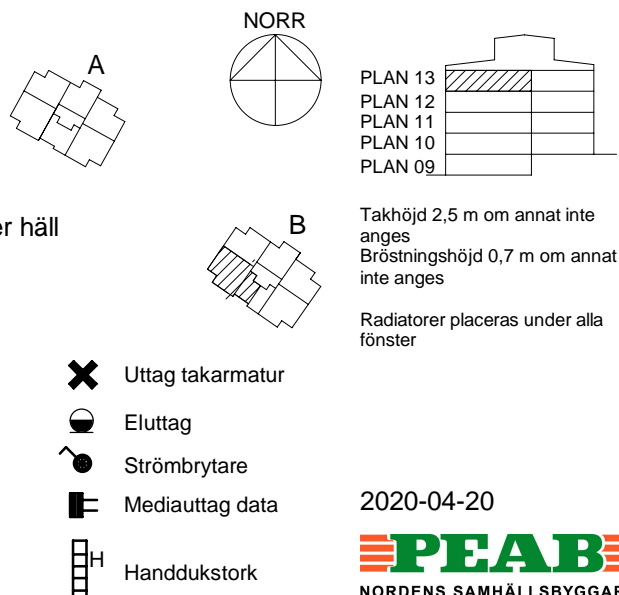 NORR
A
PLAN 13
PLAN 12
PLAN 11
PLAN 10
PLAN 09
er häll
B
Takhöjd 2,5 m om annat inte
anges
Bröstningshöjd 0,7 m om annat
inte anges
Radiatorer placeras under alla
fönster
Uttag takarmatur
Eluttag
Strömbrytare
Mediauttag data
H
Handdukstork
2020-04-20
PEAB
NORDENS SAMHÄLLSBYGGAR